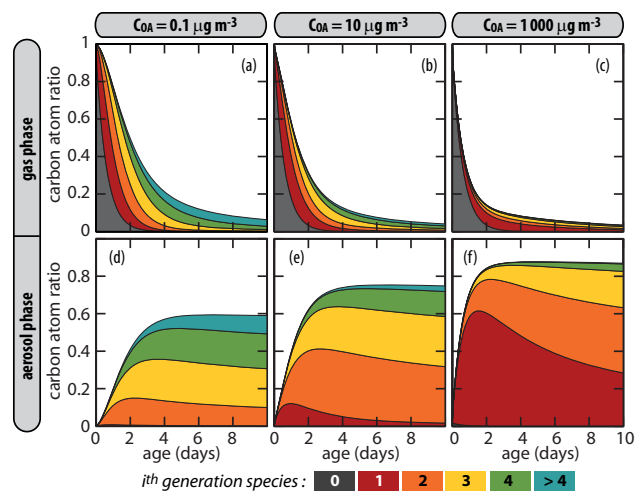 C_OA = 0.1 µg m⁻³ C_OA = 10 µg m⁻³ C_OA = 1000 µg m⁻³
gas phase
carbon atom ratio
1
0.8
0.6
0.4
0.2
0
(a) (b) (c)
aerosol phase
carbon atom ratio
0.8
0.6
0.4
0.2
0
(d) (e) (f)
0 2 4 6 8 0 2 4 6 8 0 2 4 6 8 10
age (days) age (days) age (days)
ith generation species : 0 1 2 3 4 > 4